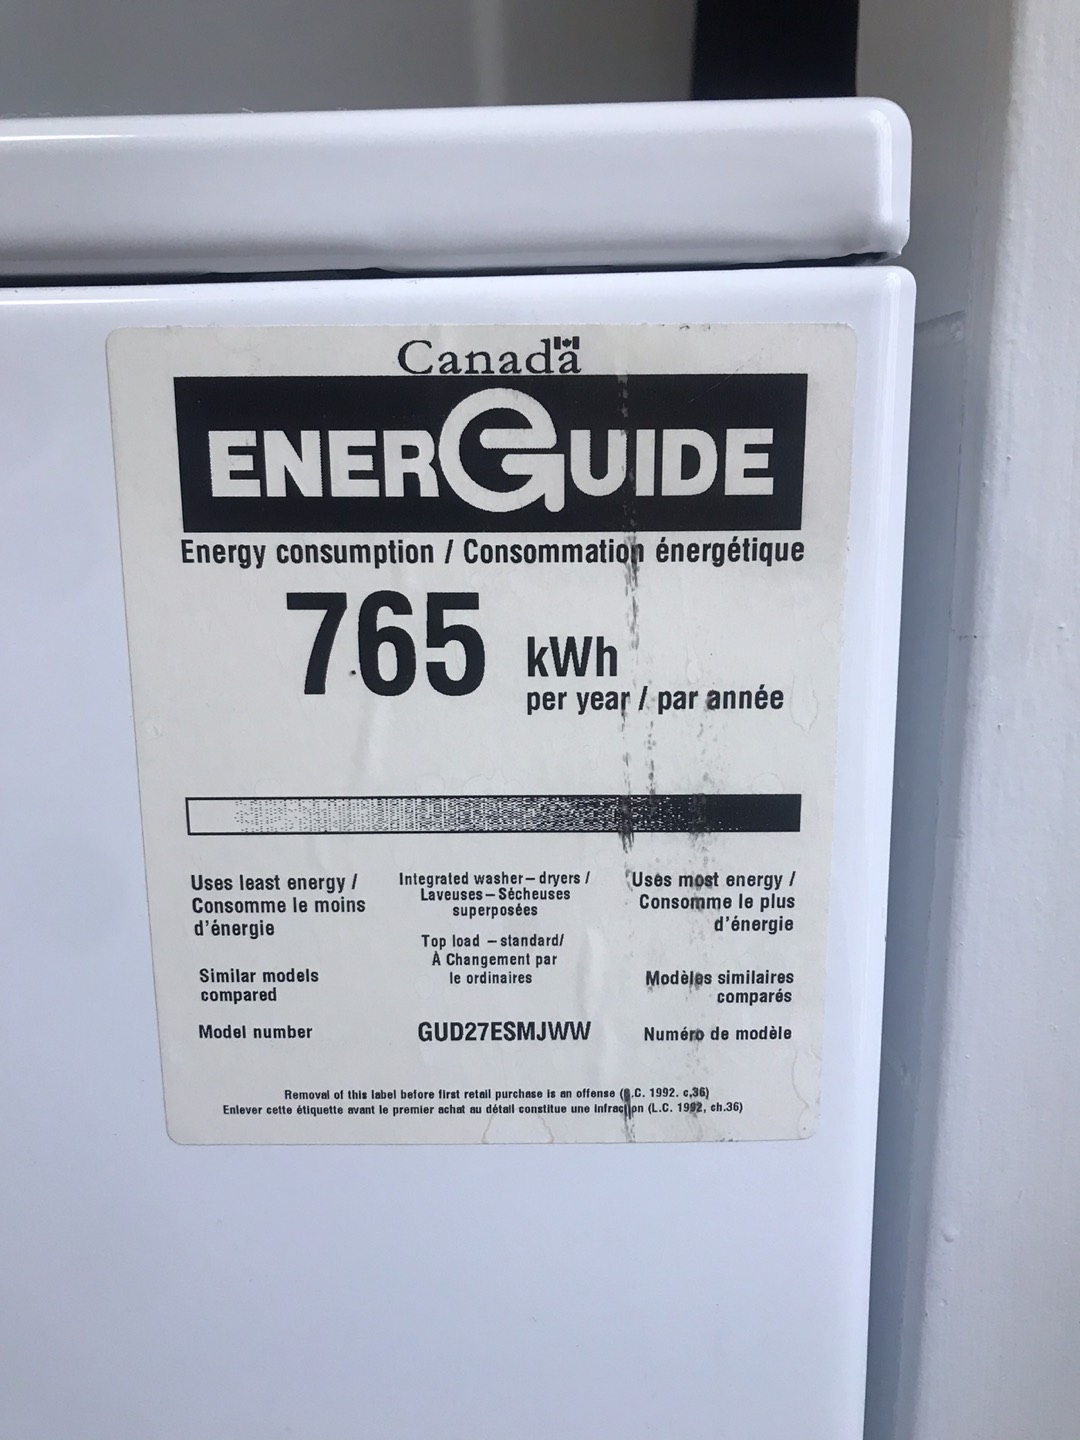 Canada
ENERGUIDE
Energy consumption / Consommation énergétique
765 kWh
per year / par année
Uses least energy /
Consomme le moins
d'énergie
Integrated washer–dryers /
Laveuses–Sécheuses
superposées
Uses most energy /
Consomme le plus
d'énergie
Top load –standard/
À Changement par
le ordinaires
Similar models
compared
Modèles similaires
comparés
Model number GUD27ESMJWW Numéro de modèle
Removal of this label before first retail purchase is an offense (S.C. 1992. c,36)
Enlever cette étiquette avant le premier achat au détail constitue une infraction (L.C. 1992, ch.36)